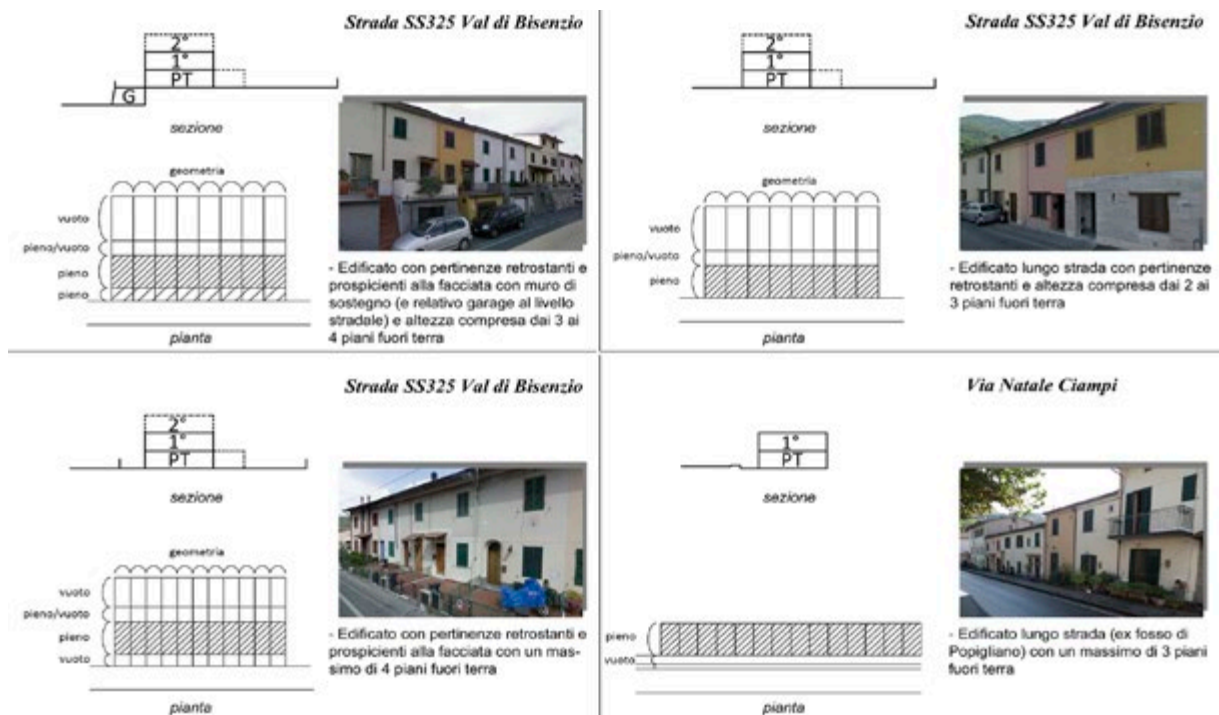 Strada SS325 Val di Bisenzio
2°
1°
PT
G
sezione
geometria
vuoto
pieno/vuoto
pieno
pieno
pianta
- Edificato con pertinenze retrostanti e
prospicienti alla facciata con muro di
sostegno (e relativo garage al livello
stradale) e altezza compresa dai 3 ai
4 piani fuori terra
Strada SS325 Val di Bisenzio
2°
1°
PT
sezione
geometria
vuoto
pieno/vuoto
pieno
pianta
- Edificato lungo strada con pertinenze
retrostanti e altezza compresa dai 2 ai
3 piani fuori terra
Strada SS325 Val di Bisenzio
2°
1°
PT
sezione
geometria
vuoto
pieno/vuoto
pieno
vuoto
pianta
- Edificato con pertinenze retrostanti e
prospicienti alla facciata con un mas-
simo di 4 piani fuori terra
Via Natale Ciampi
1°
PT
sezione
pieno
vuoto
pianta
- Edificato lungo strada (ex fosso di
Popigliano) con un massimo di 3 piani
fuori terra